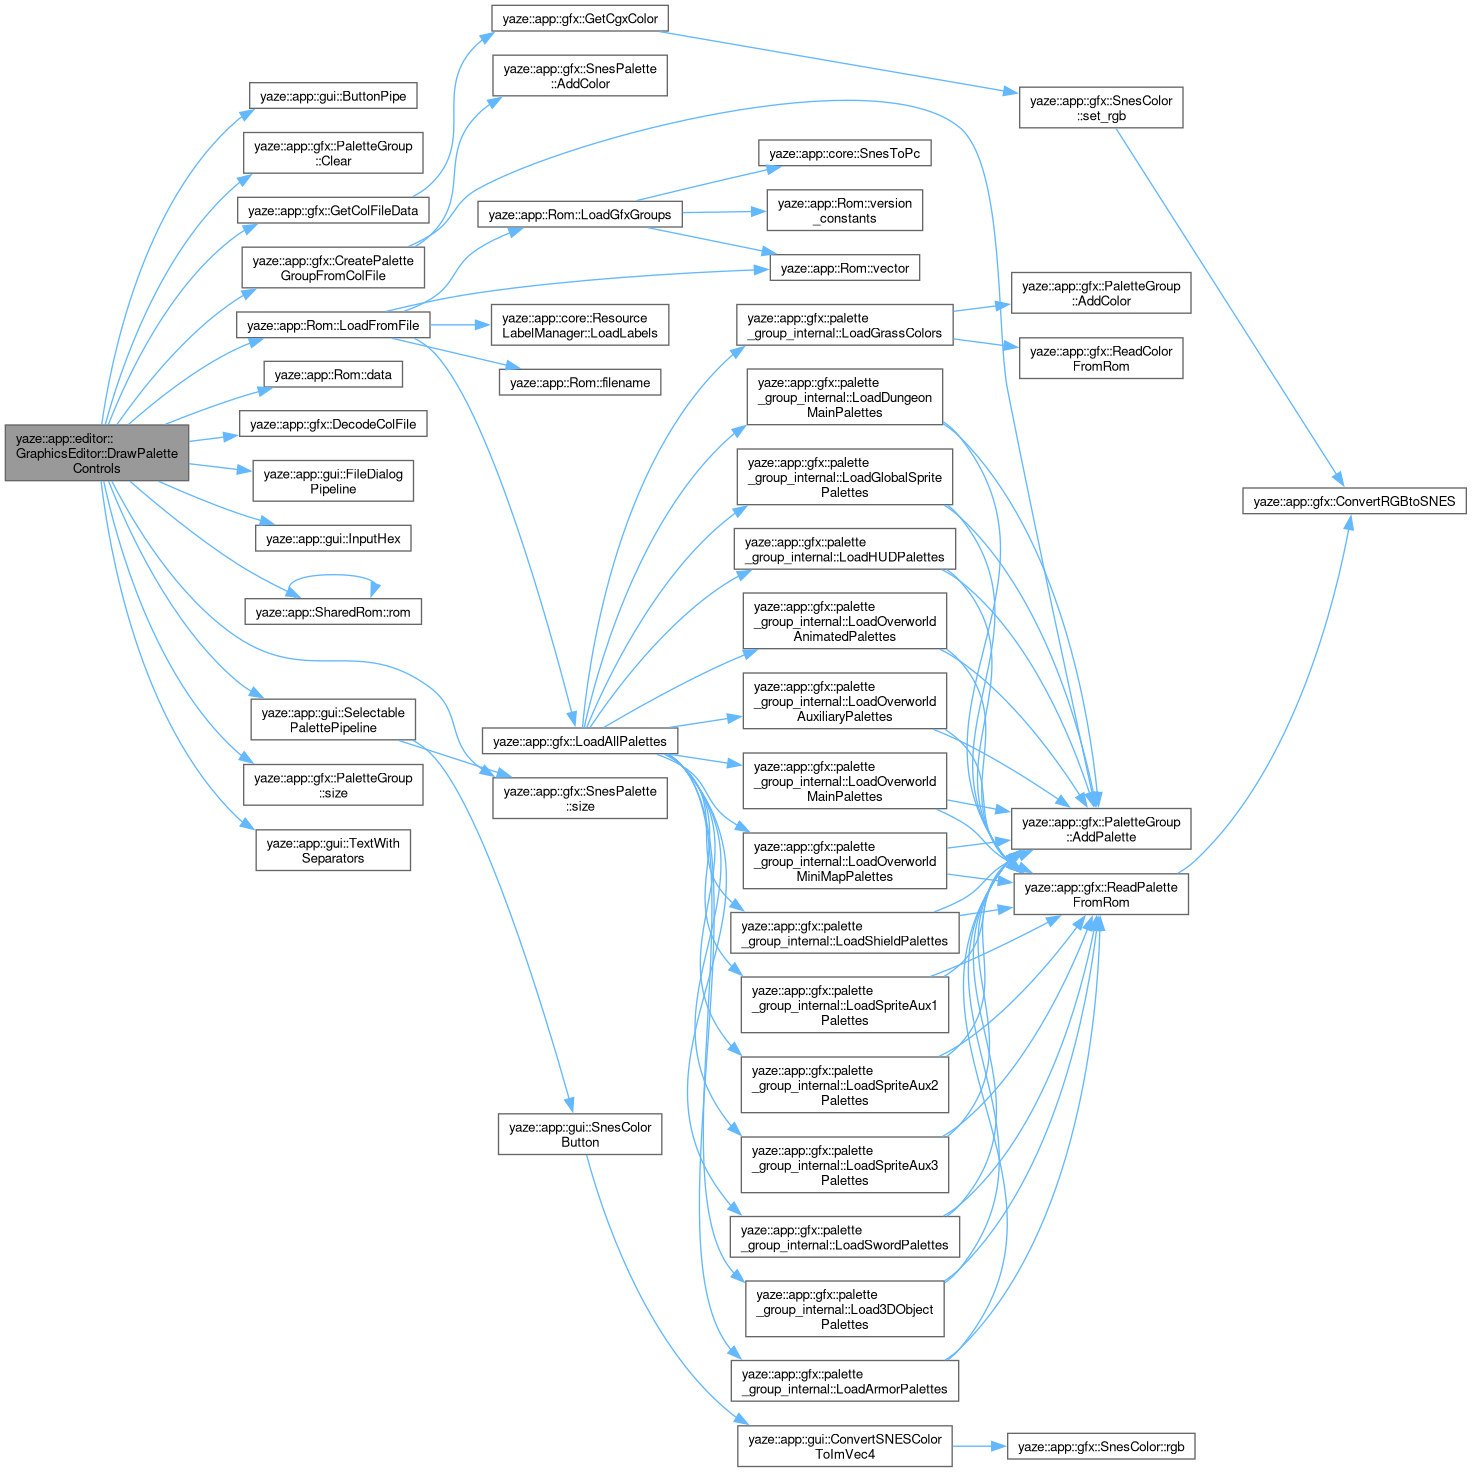 yaze::app::editor::
GraphicsEditor::DrawPalette
Controls
yaze::app::gui::ButtonPipe
yaze::app::gfx::PaletteGroup
::Clear
yaze::app::gfx::GetColFileData
yaze::app::gfx::CreatePalette
GroupFromColFile
yaze::app::Rom::LoadFromFile
yaze::app::Rom::data
yaze::app::gfx::DecodeColFile
yaze::app::gui::FileDialog
Pipeline
yaze::app::gui::InputHex
yaze::app::SharedRom::rom
yaze::app::gui::Selectable
PalettePipeline
yaze::app::gfx::PaletteGroup
::size
yaze::app::gui::TextWith
Separators
yaze::app::gfx::GetCgxColor
yaze::app::gfx::SnesPalette
::AddColor
yaze::app::Rom::LoadGfxGroups
yaze::app::core::Resource
LabelManager::LoadLabels
yaze::app::Rom::filename
yaze::app::gfx::LoadAllPalettes
yaze::app::gfx::SnesPalette
::size
yaze::app::gui::SnesColor
Button
yaze::app::core::SnesToPc
yaze::app::Rom::version
_constants
yaze::app::Rom::vector
yaze::app::gfx::palette
_group_internal::LoadGrassColors
yaze::app::gfx::palette
_group_internal::LoadDungeon
MainPalettes
yaze::app::gfx::palette
_group_internal::LoadGlobalSprite
Palettes
yaze::app::gfx::palette
_group_internal::LoadHUDPalettes
yaze::app::gfx::palette
_group_internal::LoadOverworld
AnimatedPalettes
yaze::app::gfx::palette
_group_internal::LoadOverworld
AuxiliaryPalettes
yaze::app::gfx::palette
_group_internal::LoadOverworld
MainPalettes
yaze::app::gfx::palette
_group_internal::LoadOverworld
MiniMapPalettes
yaze::app::gfx::palette
_group_internal::LoadShieldPalettes
yaze::app::gfx::palette
_group_internal::LoadSpriteAux1
Palettes
yaze::app::gfx::palette
_group_internal::LoadSpriteAux2
Palettes
yaze::app::gfx::palette
_group_internal::LoadSpriteAux3
Palettes
yaze::app::gfx::palette
_group_internal::LoadSwordPalettes
yaze::app::gfx::palette
_group_internal::Load3DObject
Palettes
yaze::app::gfx::palette
_group_internal::LoadArmorPalettes
yaze::app::gui::ConvertSNESColor
ToImVec4
yaze::app::gfx::SnesColor
::set_rgb
yaze::app::gfx::PaletteGroup
::AddColor
yaze::app::gfx::ReadColor
FromRom
yaze::app::gfx::PaletteGroup
::AddPalette
yaze::app::gfx::ReadPalette
FromRom
yaze::app::gfx::SnesColor::rgb
yaze::app::gfx::ConvertRGBtoSNES